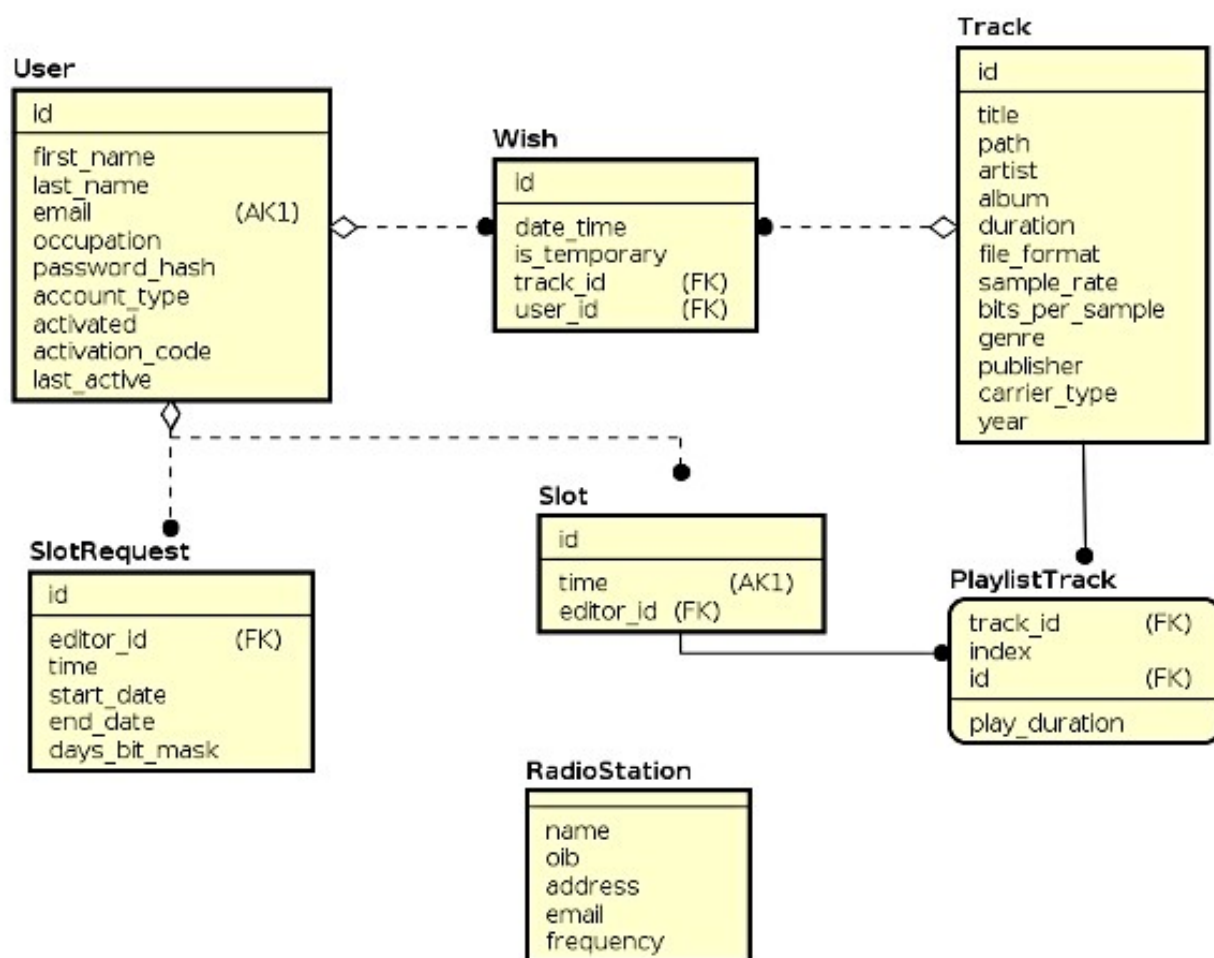 User
id
first_name
last_name
email (AK1)
occupation
password_hash
account_type
activated
activation_code
last_active
Wish
id
date_time
is_temporary
track_id (FK)
user_id (FK)
Track
id
title
path
artist
album
duration
file_format
sample_rate
bits_per_sample
genre
publisher
carrier_type
year
SlotRequest
id
editor_id (FK)
time
start_date
end_date
days_bit_mask
Slot
id
time (AK1)
editor_id (FK)
PlaylistTrack
track_id (FK)
index
id (FK)
play_duration
RadioStation
name
oib
address
email
frequency